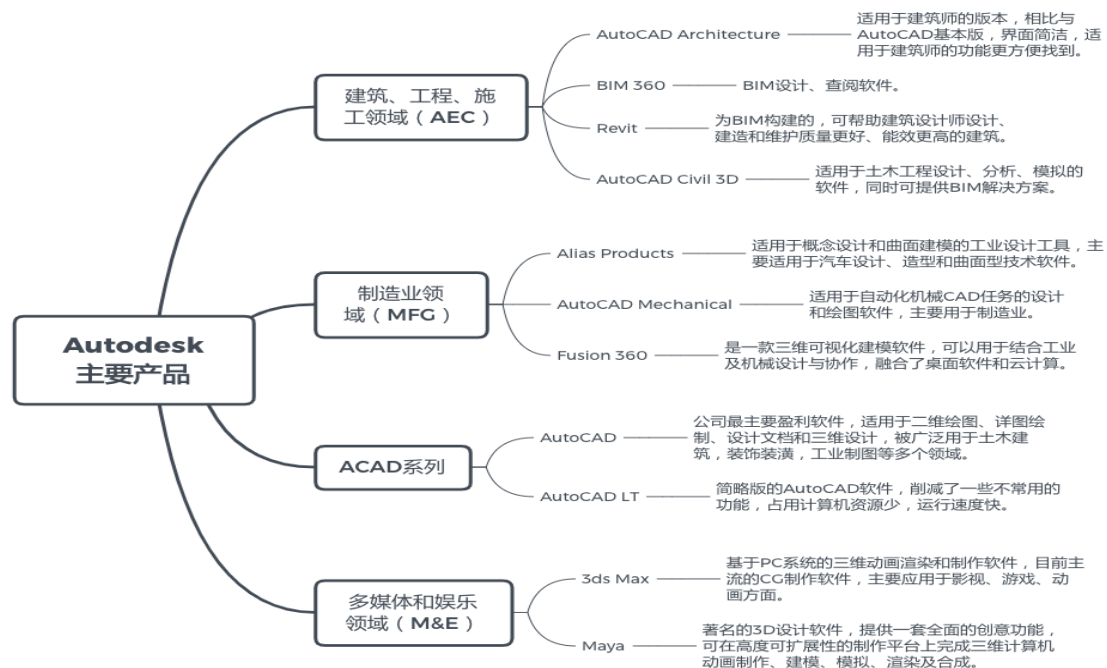 Autodesk
主要产品
建筑、工程、施
工领域（AEC）
AutoCAD Architecture
适用于建筑师的版本，相比与
AutoCAD基本版，界面简洁，适
用于建筑师的功能更方便找到。
BIM 360
BIM设计、查阅软件。
Revit
为BIM构建的，可帮助建筑设计师设计、
建造和维护质量更好、能效更高的建筑。
AutoCAD Civil 3D
适用于土木工程设计、分析、模拟的
软件，同时可提供BIM解决方案。
制造业领
域（MFG）
Alias Products
适用于概念设计和曲面建模的工业设计工具，主
要适用于汽车设计、造型和曲面型技术软件。
AutoCAD Mechanical
适用于自动化机械CAD任务的设计
和绘图软件，主要用于制造业。
Fusion 360
是一款三维可视化建模软件，可以用于结合工业
及机械设计与协作，融合了桌面软件和云计算。
ACAD系列
AutoCAD
公司最主要盈利软件，适用于二维绘图、详图绘
制、设计文档和三维设计，被广泛用于土木建
筑，装饰装潢，工业制图等多个领域。
AutoCAD LT
简略版的AutoCAD软件，削减了一些不常用的
功能，占用计算机资源少，运行速度快。
多媒体和娱乐
领域（M&E）
3ds Max
基于PC系统的三维动画渲染和制作软件，目前主
流的CG制作软件，主要应用于影视、游戏、动
画方面。
Maya
著名的3D设计软件，提供一套全面的创意功能，
可在高度可扩展性的制作平台上完成三维计算机
动画制作、建模、模拟、渲染及合成。